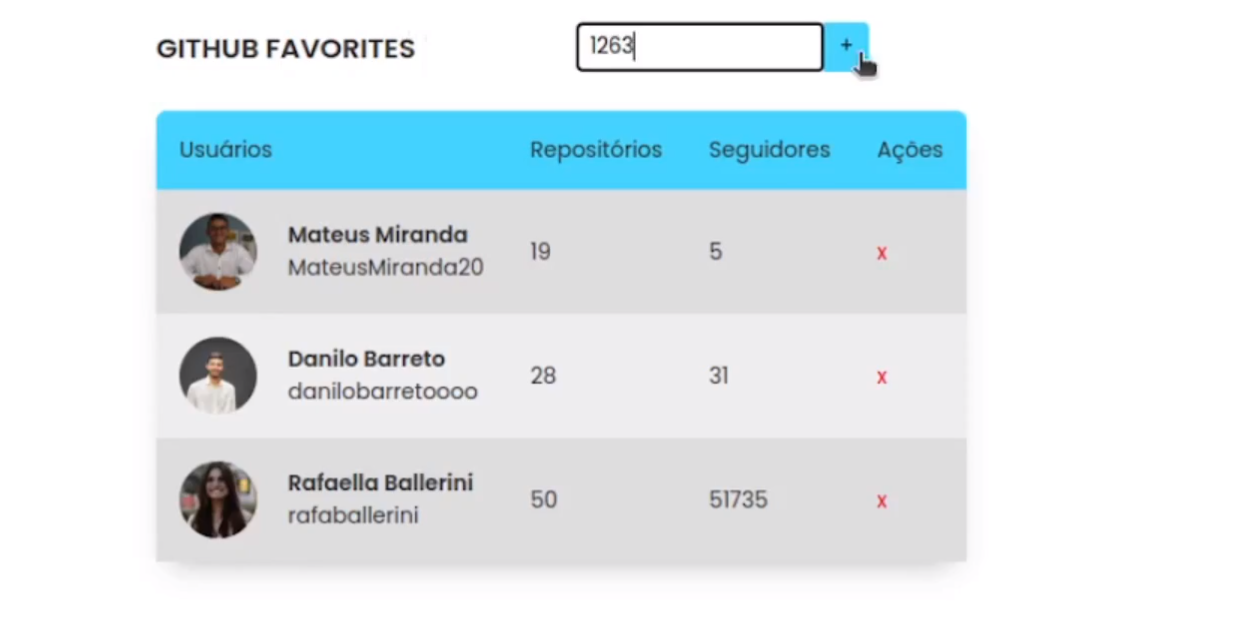 GITHUB FAVORITES
1263
+
Usuários Repositórios Seguidores Ações
Mateus Miranda
MateusMiranda20
19 5 x
Danilo Barreto
danilobarretoooo
28 31 x
Rafaella Ballerini
rafaballerini
50 51735 x